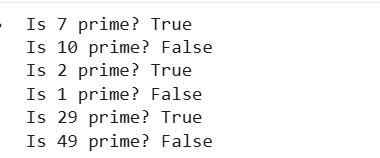 Is 7 prime? True
Is 10 prime? False
Is 2 prime? True
Is 1 prime? False
Is 29 prime? True
Is 49 prime? False